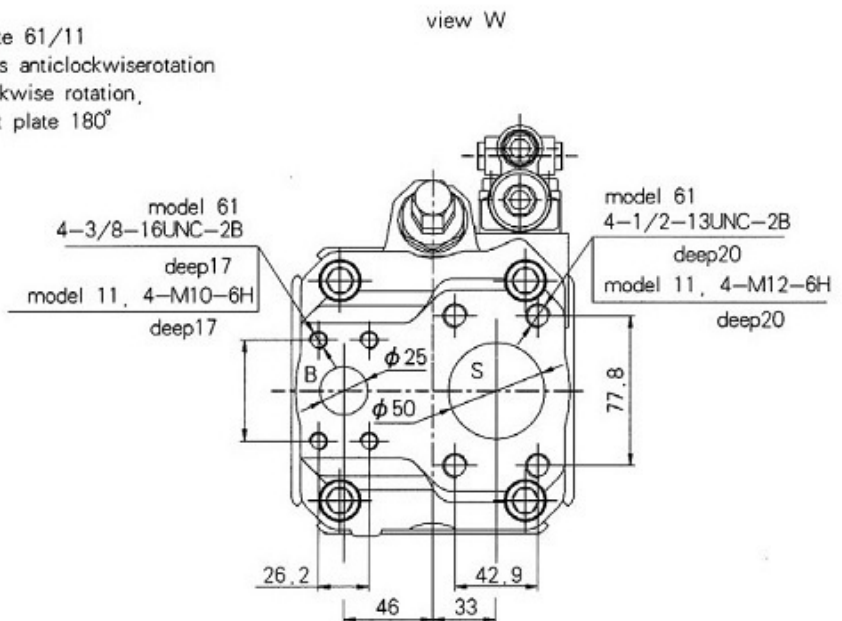 view W
61/11
anticlockwiserotation
rotation,
plate 180°
model 61
4-3/8-16UNC-2B
deep17
model 11, 4-M10-6H
deep17
model 61
4-1/2-13UNC-2B
deep20
model 11, 4-M12-6H
deep20
B
ϕ25
S
ϕ50
77.8
26.2
42.9
46
33